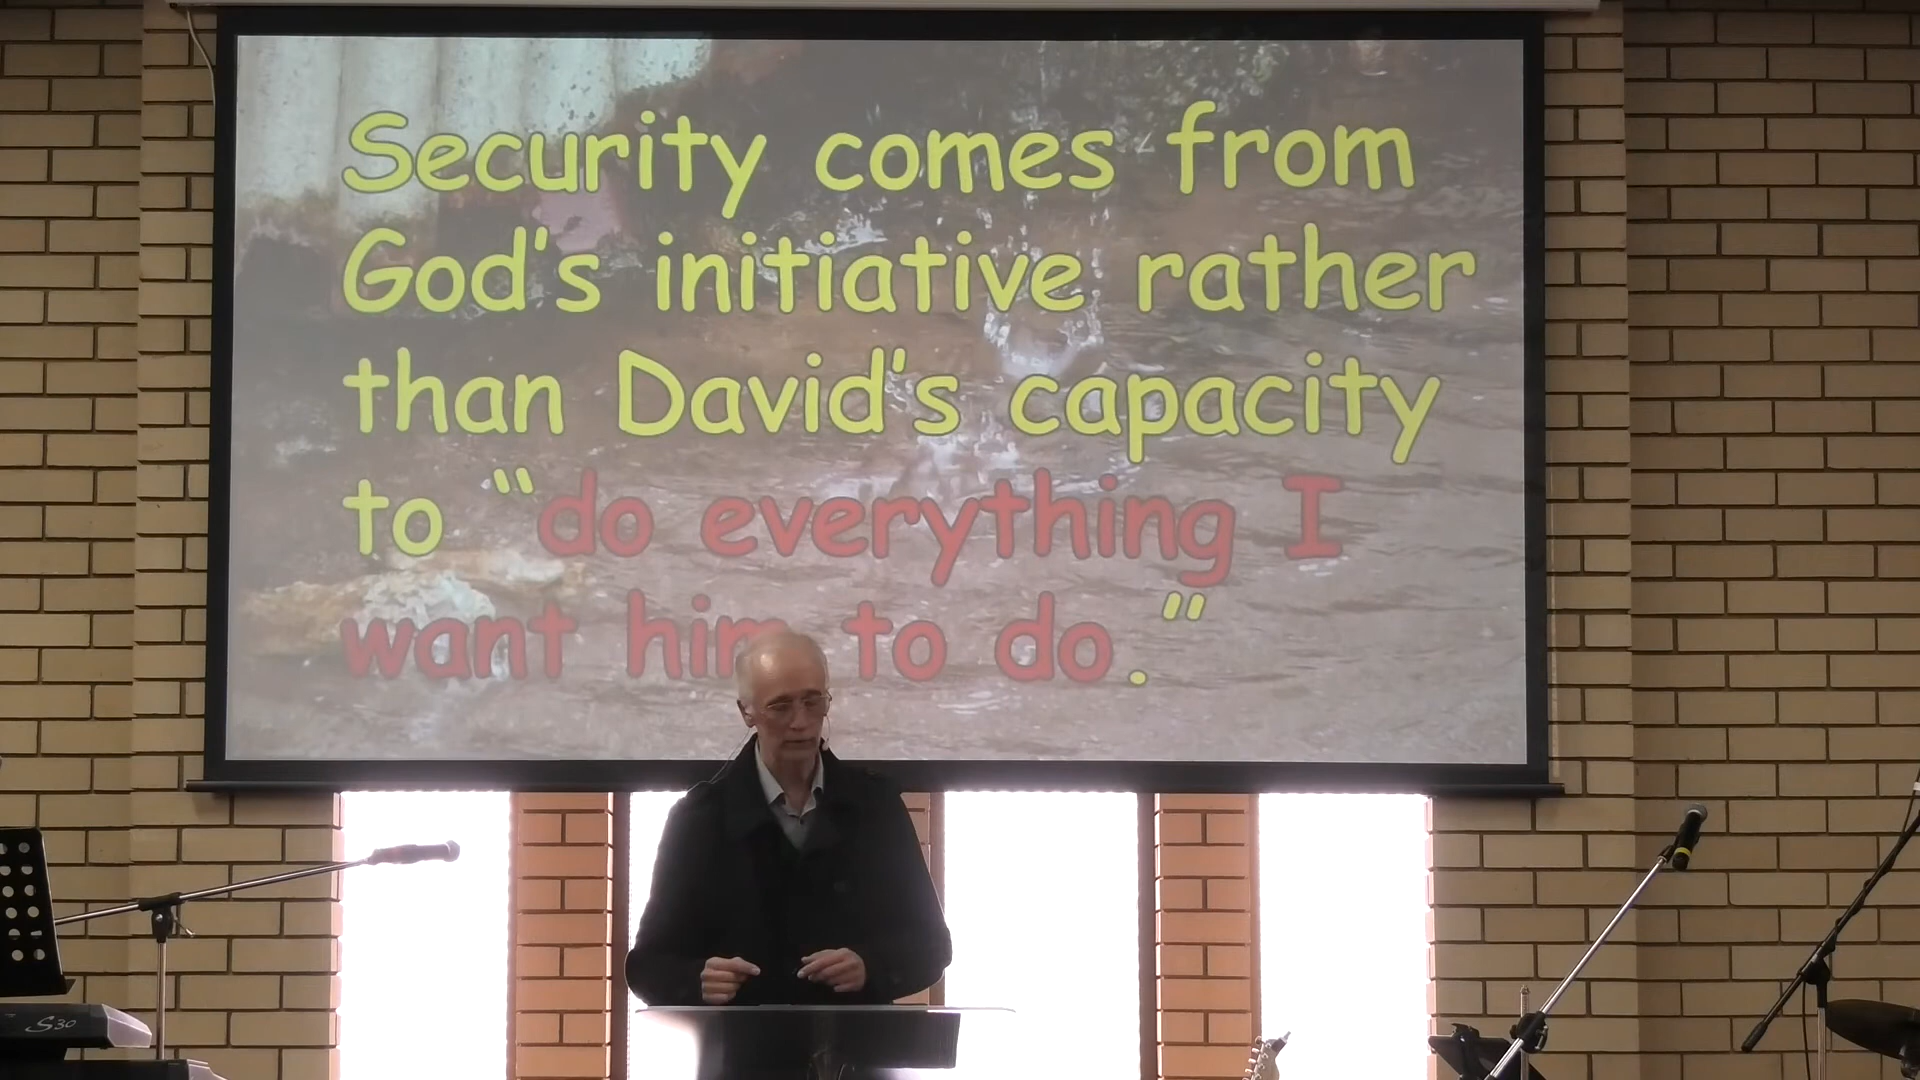 Security comes from
God's initiative rather
than David's capacity
to "do everything I
want him to do."
S30